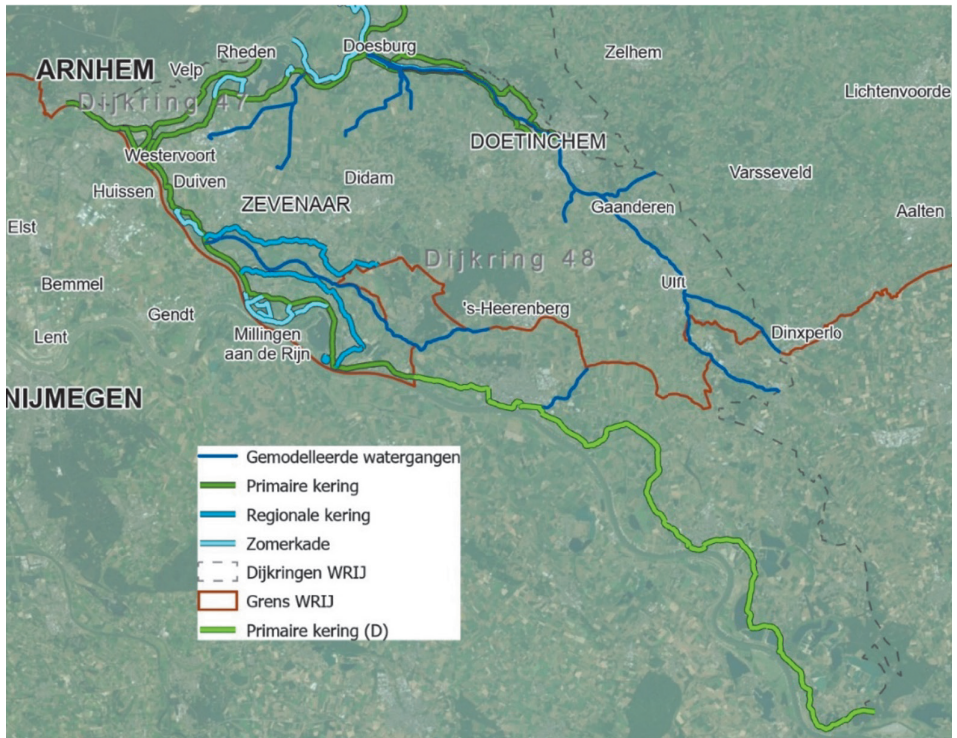 Rheden
Doesburg
Zelhem
ARNHEM
Velp
Lichtenvoorde
Dijkring 47
DOETINCHEM
Westervoort
Varsseveld
Didam
Duiven
Huissen
ZEVENAAR
Gaanderen
Aalten
Elst
Dijkring 48
Ulft
Bemmel
's-Heerenberg
Gendt
Dinxperlo
Lent
Millingen
aan de Rijn
NIJMEGEN
Gemodelleerde watergangen
Primaire kering
Regionale kering
Zomerkade
Dijkringen WRIJ
Grens WRIJ
Primaire kering (D)